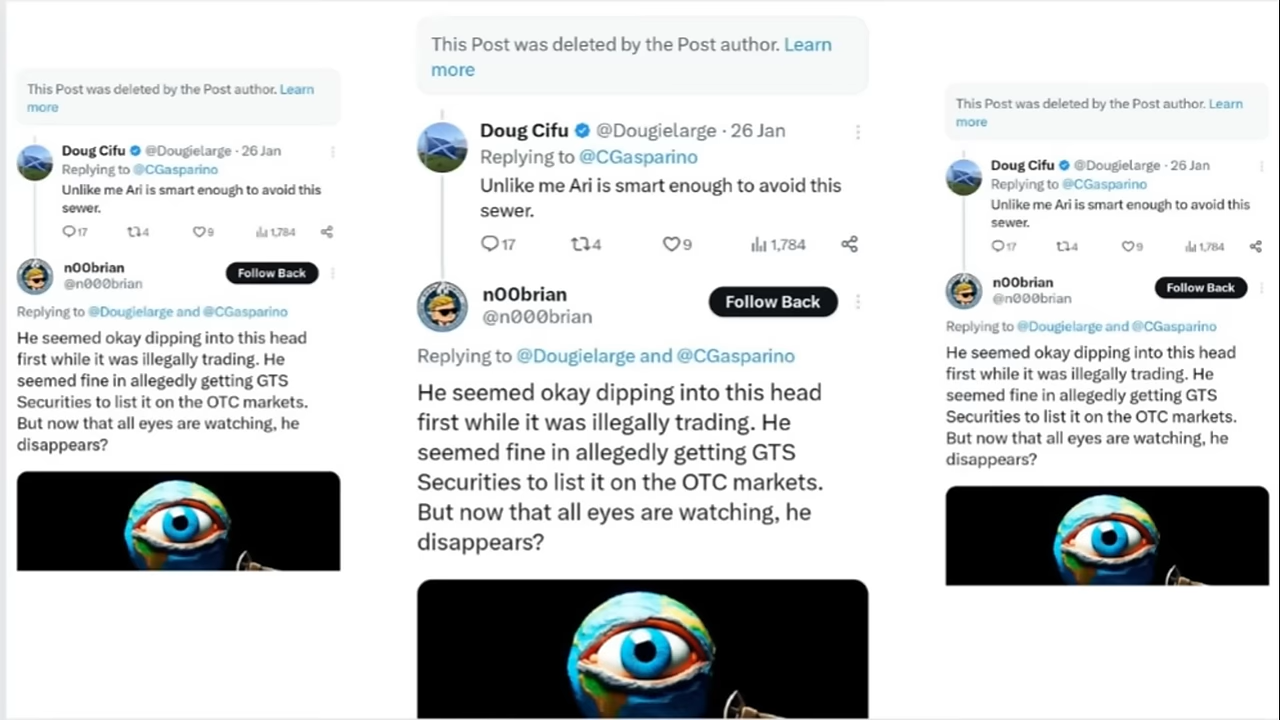 This Post was deleted by the Post author. Learn
more
Doug Cifu @Dougielarge · 26 Jan
Replying to @CGasparino
Unlike me Ari is smart enough to avoid this
sewer.
17 4 9 1,784
n00brian
Follow Back
@n000brian
Replying to @Dougielarge and @CGasparino
He seemed okay dipping into this head
first while it was illegally trading. He
seemed fine in allegedly getting GTS
Securities to list it on the OTC markets.
But now that all eyes are watching, he
disappears?
This Post was deleted by the Post author. Learn
more
Doug Cifu @Dougielarge · 26 Jan
Replying to @CGasparino
Unlike me Ari is smart enough to avoid this
sewer.
17 4 9 1,784
n00brian
Follow Back
@n000brian
Replying to @Dougielarge and @CGasparino
He seemed okay dipping into this head
first while it was illegally trading. He
seemed fine in allegedly getting GTS
Securities to list it on the OTC markets.
But now that all eyes are watching, he
disappears?
This Post was deleted by the Post author. Learn
more
Doug Cifu @Dougielarge · 26 Jan
Replying to @CGasparino
Unlike me Ari is smart enough to avoid this
sewer.
17 4 9 1,784
n00brian
Follow Back
@n000brian
Replying to @Dougielarge and @CGasparino
He seemed okay dipping into this head
first while it was illegally trading. He
seemed fine in allegedly getting GTS
Securities to list it on the OTC markets.
But now that all eyes are watching, he
disappears?